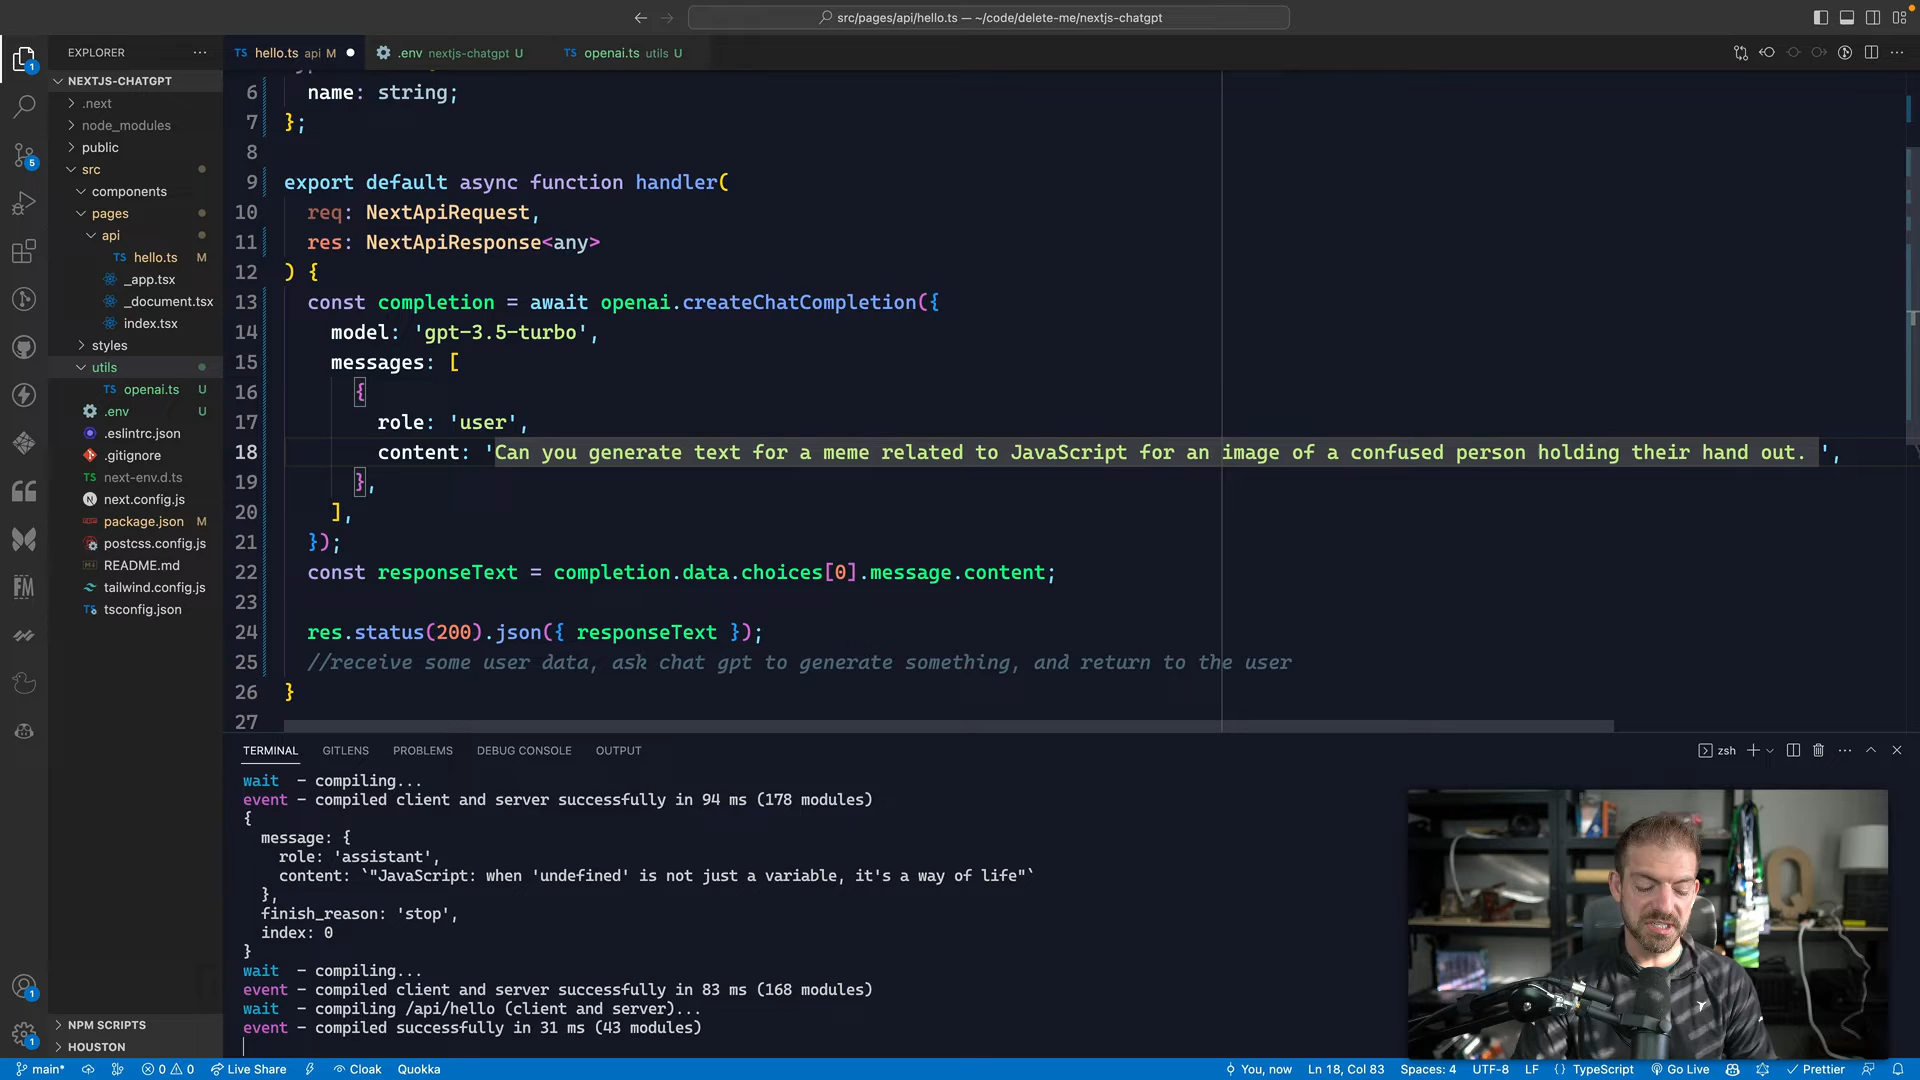 src/pages/api/hello.ts — ~/code/delete-me/nextjs-chatgpt
EXPLORER
TS hello.ts api M
.env nextjs-chatgpt U
TS openai.ts utils U
NEXTJS-CHATGPT
.next
node_modules
public
src
components
pages
api
TS hello.ts M
_app.tsx
_document.tsx
index.tsx
styles
utils
TS openai.ts U
.env U
.eslintrc.json
.gitignore
next-env.d.ts
next.config.js
package.json M
postcss.config.js
README.md
tailwind.config.js
tsconfig.json
NPM SCRIPTS
HOUSTON
1
5
FM
1
1
6 name: string;
7 };
8
9 export default async function handler(
10 req: NextApiRequest,
11 res: NextApiResponse<any>
12 ) {
13 const completion = await openai.createChatCompletion({
14 model: 'gpt-3.5-turbo',
15 messages: [
16 {
17 role: 'user',
18 content: 'Can you generate text for a meme related to JavaScript for an image of a confused person holding their hand out. ',
19 },
20 ],
21 });
22 const responseText = completion.data.choices[0].message.content;
23
24 res.status(200).json({ responseText });
25 //receive some user data, ask chat gpt to generate something, and return to the user
26 }
27
TERMINAL GITLENS PROBLEMS DEBUG CONSOLE OUTPUT
zsh
wait - compiling...
event - compiled client and server successfully in 94 ms (178 modules)
{
message: {
role: 'assistant',
content: `"JavaScript: when 'undefined' is not just a variable, it's a way of life"`
},
finish_reason: 'stop',
index: 0
}
wait - compiling...
event - compiled client and server successfully in 83 ms (168 modules)
wait - compiling /api/hello (client and server)...
event - compiled successfully in 31 ms (43 modules)
main* 0 0 Live Share Cloak Quokka
You, now Ln 18, Col 83 Spaces: 4 UTF-8 LF {} TypeScript Go Live Prettier